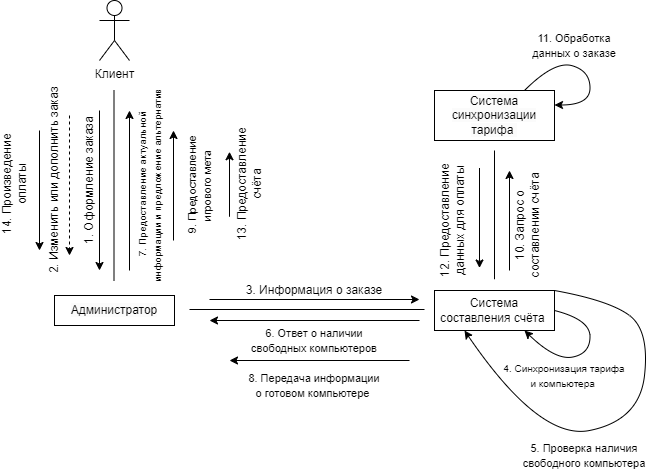 Клиент
14. Произведение
оплаты
2. Изменить или дополнить заказ
1. Оформление заказа
7. Предоставление актуальной
информации и предложение альтернатив
9. Предоставление
игрового мета
13. Предоставление
счёта
11. Обработка
данных о заказе
Система
синхронизации
тарифа
12. Предоставление
данных для оплаты
10. Запрос о
составлении счёта
Администратор
3. Информация о заказе
Система
составления счёта
6. Ответ о наличии
свободных компьютеров
8. Передача информации
о готовом компьютере
4. Синхронизация тарифа
и компьютера
5. Проверка наличия
свободного компьютера